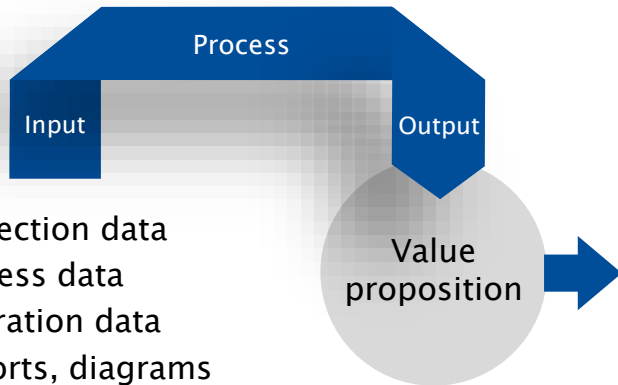 Process
Input
Output
ection data
ess data
ration data
orts, diagrams
Value
proposition